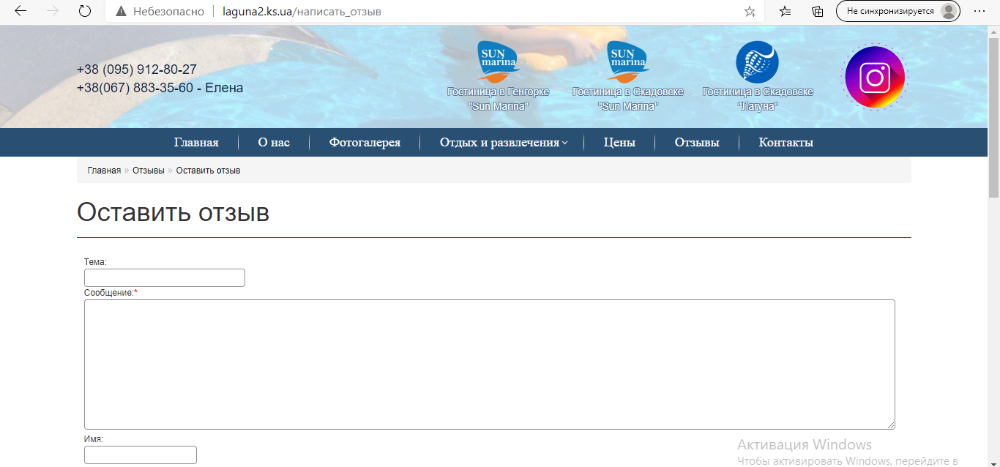 Небезопасно
laguna2.ks.ua/написать_отзыв
Не синхронизируется
+38 (095) 912-80-27
+38(067) 883-35-60 - Елена
SUN
marina
Гостиница в Генгорке
"Sun Marina"
SUN
marina
Гостиница в Скадовске
"Sun Marina"
Гостиница в Скадовске
"Лагуна"
Главная
О нас
Фотогалерея
Отдых и развлечения
Цены
Отзывы
Контакты
Главная » Отзывы » Оставить отзыв
Оставить отзыв
Тема:
Сообщение:*
Имя:
Активация Windows
Чтобы активировать Windows, перейдите в